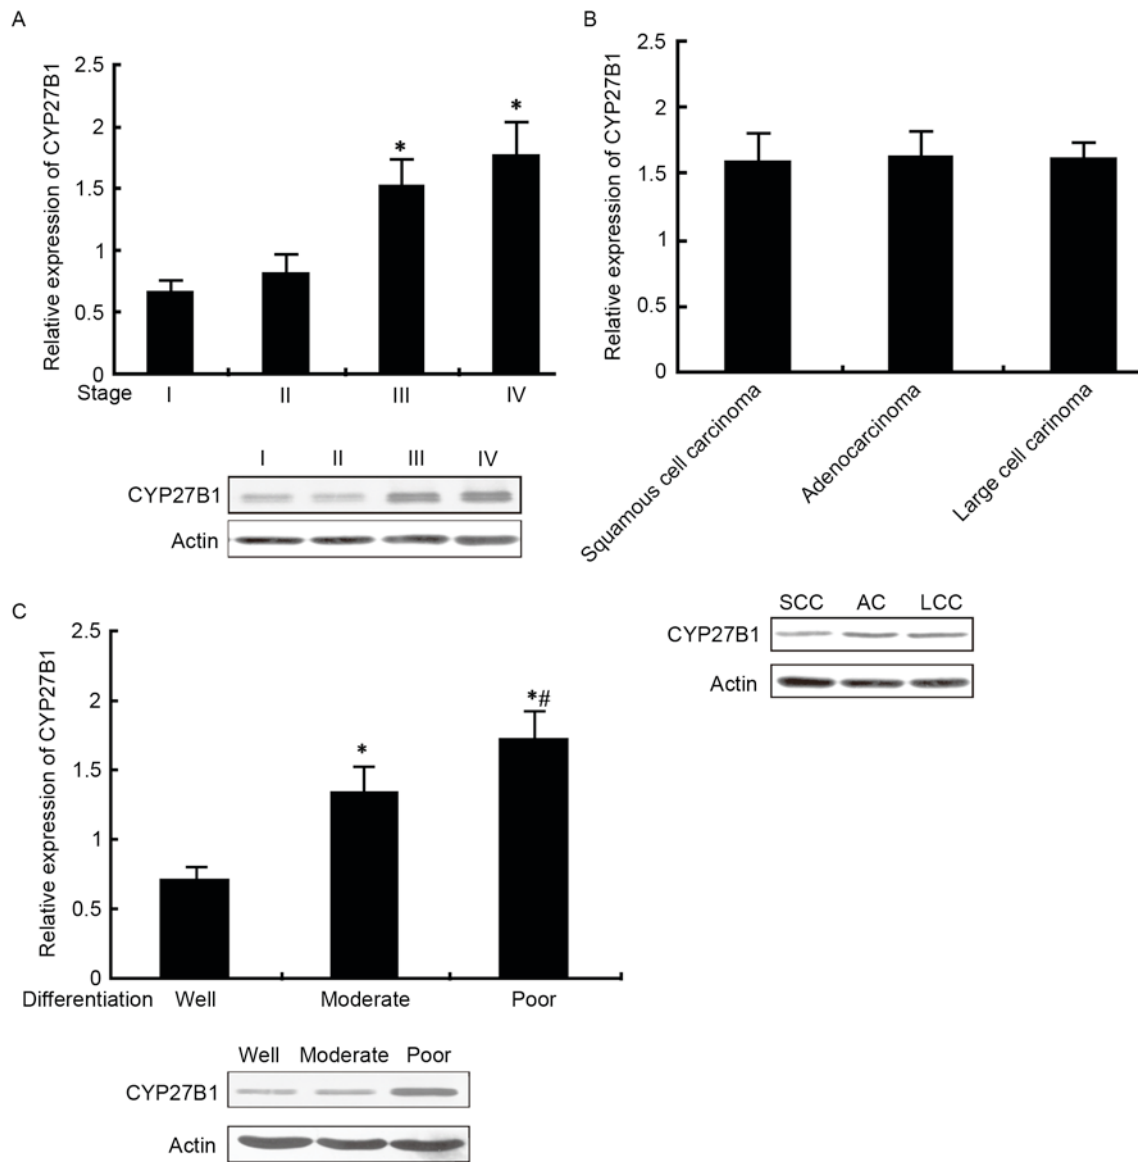 A
Relative expression of CYP27B1
2.5
2
1.5
1
0.5
0
*
*
Stage I II III IV
I II III IV
CYP27B1
Actin
B
Relative expression of CYP27B1
2.5
2
1.5
1
0.5
0
Squamous cell carcinoma
Adenocarcinoma
Large cell carinoma
SCC AC LCC
CYP27B1
Actin
C
Relative expression of CYP27B1
2.5
2
1.5
1
0.5
0
*
*#
Differentiation Well Moderate Poor
Well Moderate Poor
CYP27B1
Actin